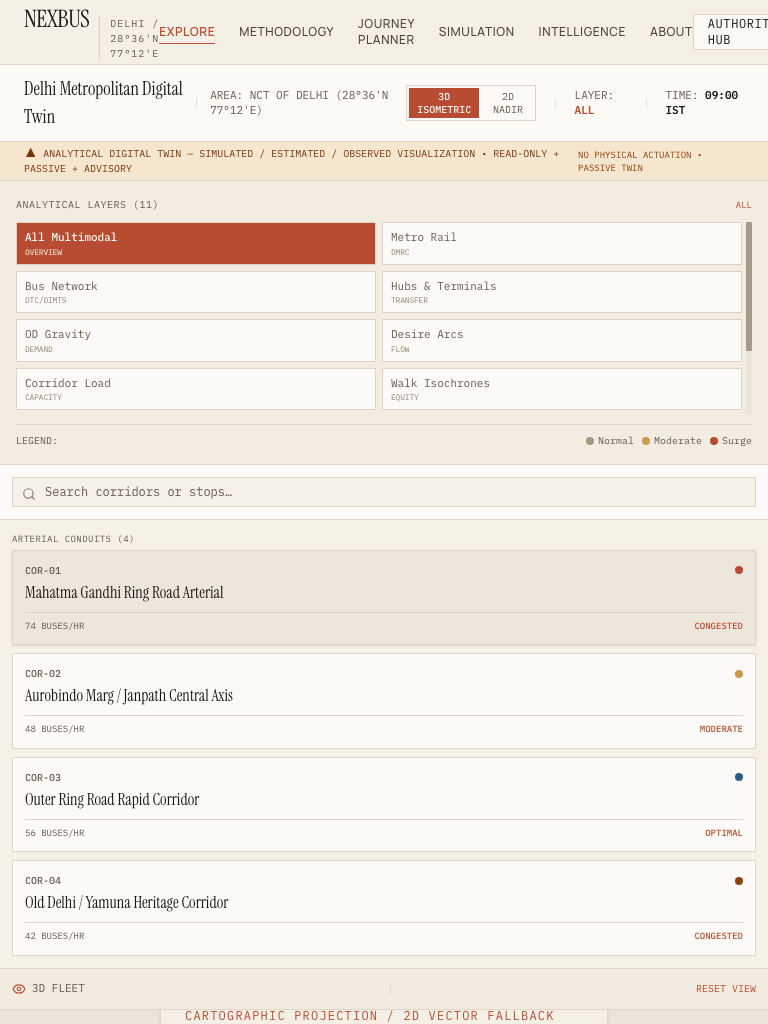 NEXBUS
DELHI /
28°36'N
77°12'E
EXPLORE
METHODOLOGY
JOURNEY
PLANNER
SIMULATION
INTELLIGENCE
ABOUT
AUTHORIT
HUB
Delhi Metropolitan Digital
Twin
AREA: NCT OF DELHI (28°36'N
77°12'E)
3D
ISOMETRIC
2D
NADIR
LAYER:
ALL
TIME: 09:00
IST
▲ ANALYTICAL DIGITAL TWIN — SIMULATED / ESTIMATED / OBSERVED VISUALIZATION • READ-ONLY +
PASSIVE + ADVISORY
NO PHYSICAL ACTUATION •
PASSIVE TWIN
ANALYTICAL LAYERS (11)
ALL
All Multimodal
OVERVIEW
Metro Rail
DMRC
Bus Network
DTC/DIMTS
Hubs & Terminals
TRANSFER
OD Gravity
DEMAND
Desire Arcs
FLOW
Corridor Load
CAPACITY
Walk Isochrones
EQUITY
LEGEND:
Normal
Moderate
Surge
Search corridors or stops…
ARTERIAL CONDUITS (4)
COR-01
Mahatma Gandhi Ring Road Arterial
74 BUSES/HR
CONGESTED
COR-02
Aurobindo Marg / Janpath Central Axis
48 BUSES/HR
MODERATE
COR-03
Outer Ring Road Rapid Corridor
56 BUSES/HR
OPTIMAL
COR-04
Old Delhi / Yamuna Heritage Corridor
42 BUSES/HR
CONGESTED
3D FLEET
RESET VIEW
CARTOGRAPHIC PROJECTION / 2D VECTOR FALLBACK